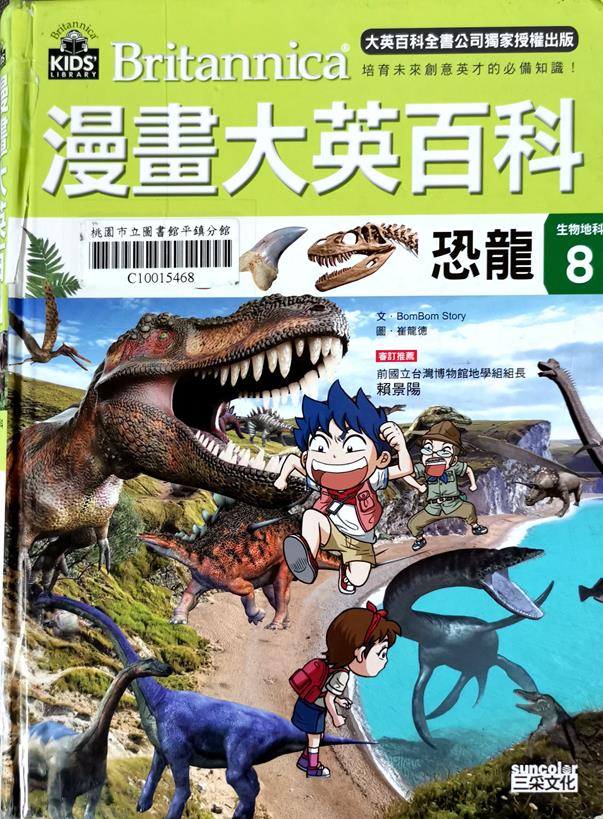 Britannica
KIDS'
LIBRARY
Britannica®
大英百科全書公司獨家授權出版
培育未來創意英才的必備知識！
漫畫大英百科
桃園市立圖書館平鎮分館
C10015468
恐龍
生物地科
8
文・BomBom Story
圖・崔龍德
審訂推薦
前國立台灣博物館地學組組長
賴景陽
suncolor
三采文化